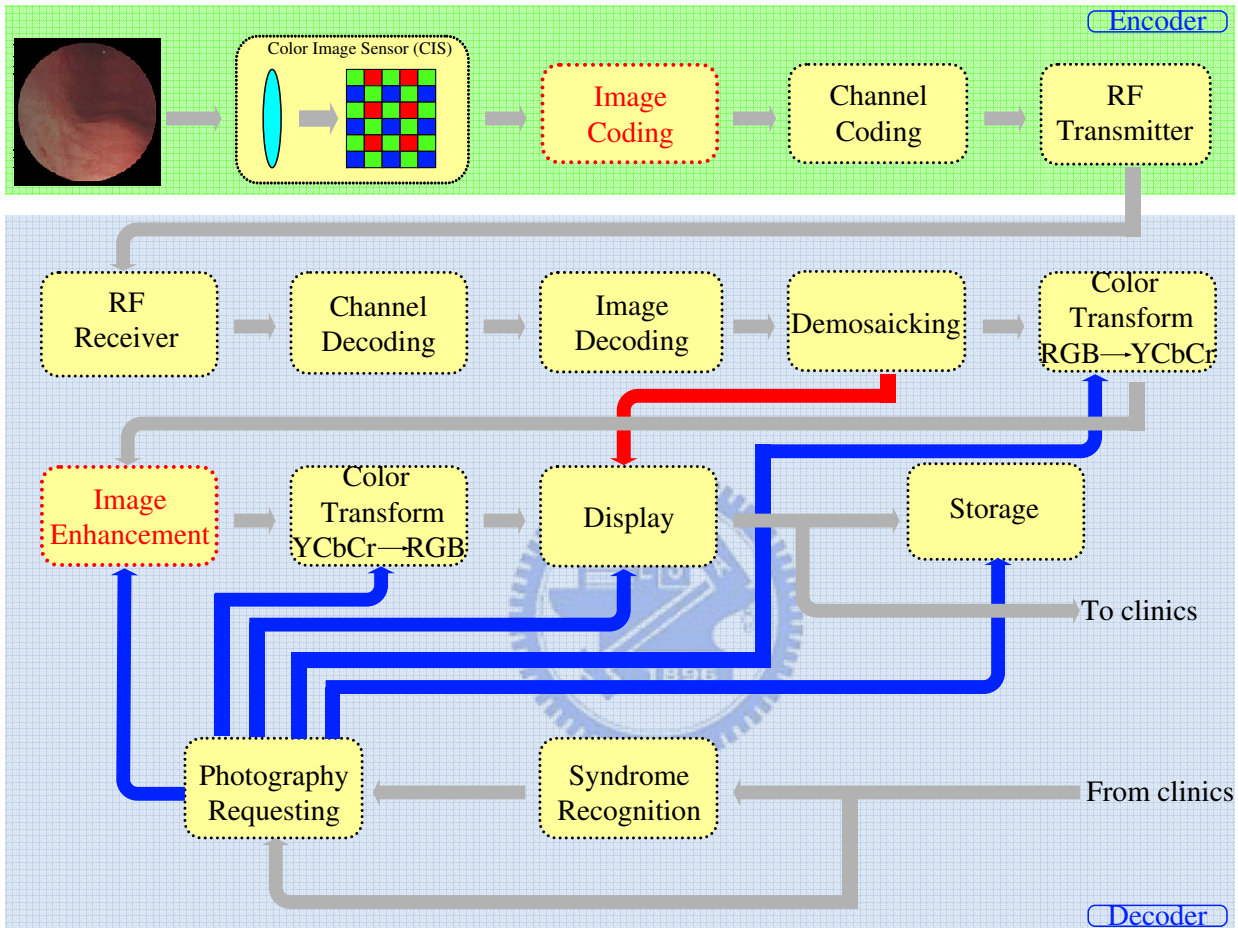 Encoder
Color Image Sensor (CIS)
Image
Coding
Channel
Coding
RF
Transmitter
RF
Receiver
Channel
Decoding
Image
Decoding
Demosaicking
Color
Transform
RGB→YCbCr
Image
Enhancement
Color
Transform
YCbCr→RGB
Display
Storage
To clinics
1896
Photography
Requesting
Syndrome
Recognition
From clinics
Decoder